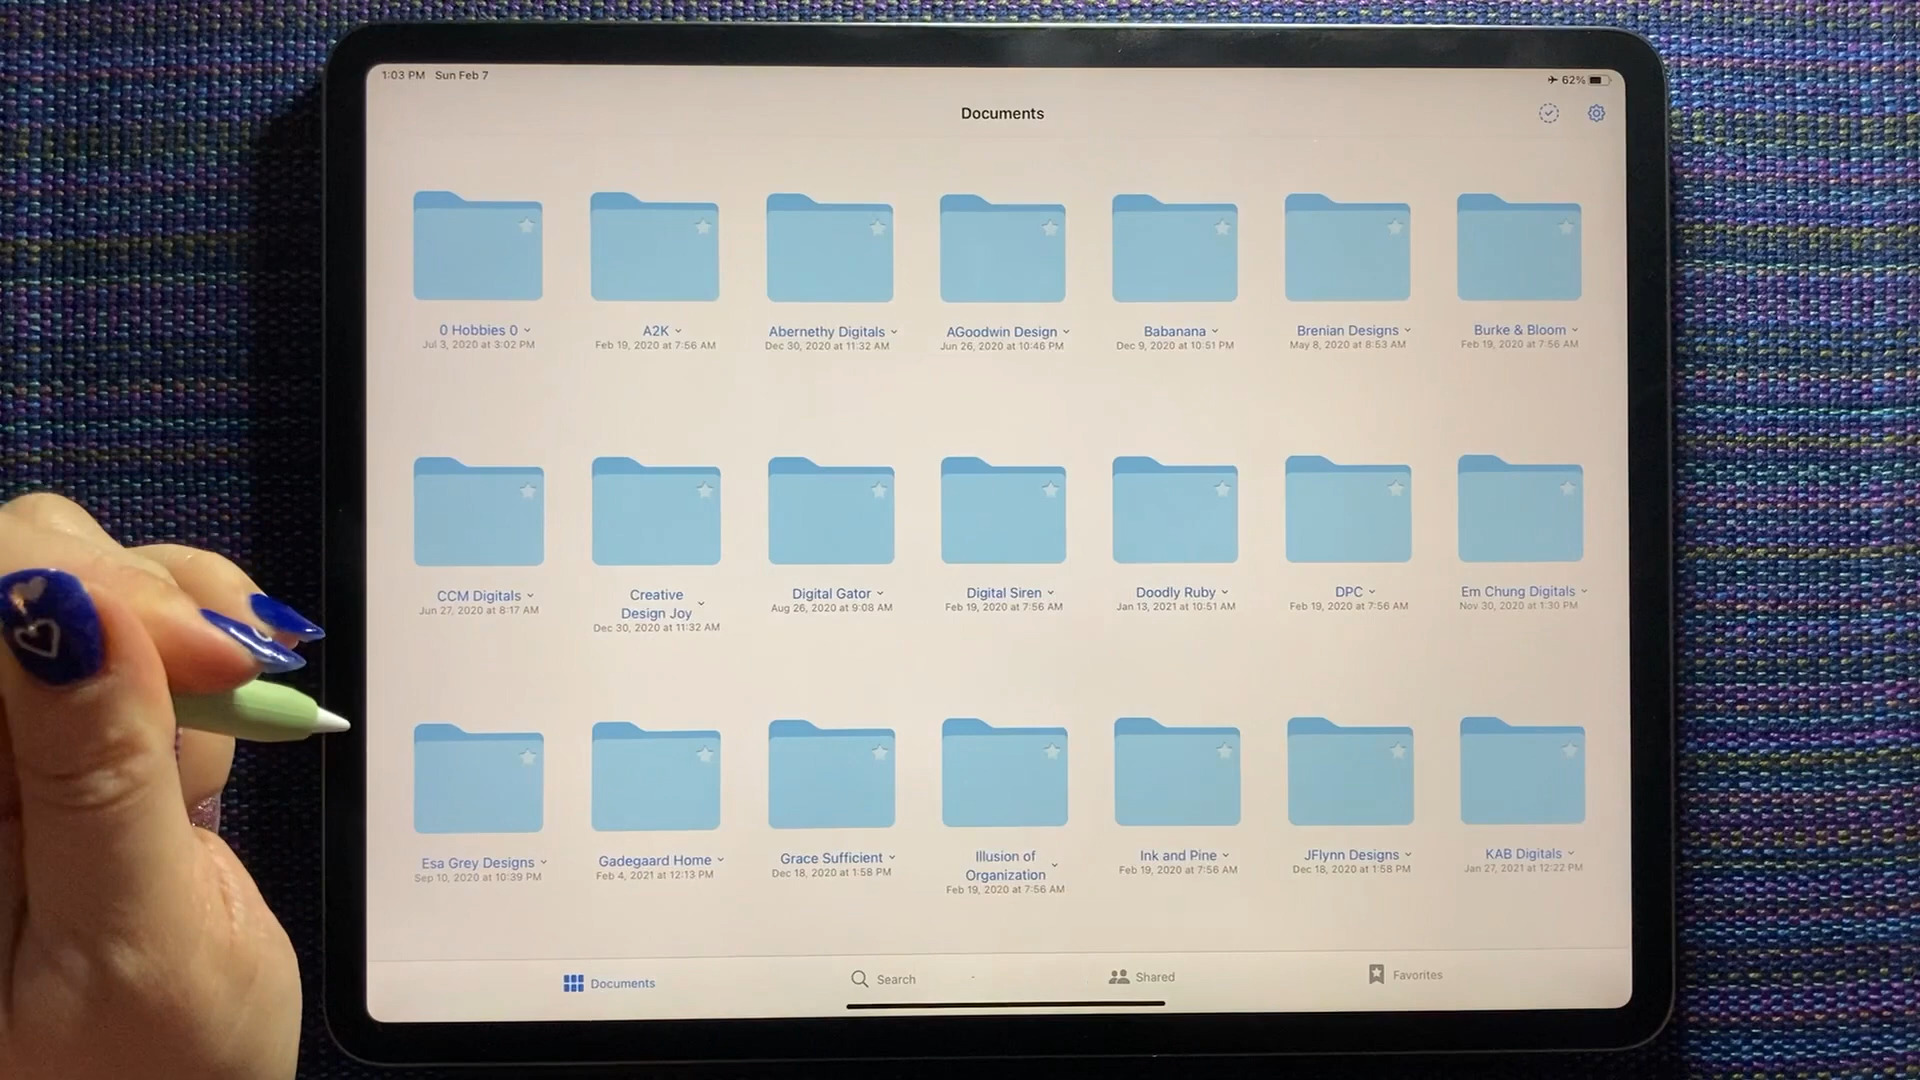 1:03 PM Sun Feb 7
62%
Documents
0 Hobbies 0
Jul 3, 2020 at 3:02 PM
A2K
Feb 19, 2020 at 7:56 AM
Abernethy Digitals
Dec 30, 2020 at 11:32 AM
AGoodwin Design
Jun 26, 2020 at 10:46 PM
Babanana
Dec 9, 2020 at 10:51 PM
Brenian Designs
May 8, 2020 at 8:53 AM
Burke & Bloom
Feb 19, 2020 at 7:56 AM
CCM Digitals
Jun 27, 2020 at 8:17 AM
Creative
Design Joy
Dec 30, 2020 at 11:32 AM
Digital Gator
Aug 26, 2020 at 9:08 AM
Digital Siren
Feb 19, 2020 at 7:56 AM
Doodly Ruby
Jan 13, 2021 at 10:51 AM
DPC
Feb 19, 2020 at 7:56 AM
Em Chung Digitals
Nov 30, 2020 at 1:30 PM
Esa Grey Designs
Sep 10, 2020 at 10:39 PM
Gadegaard Home
Feb 4, 2021 at 12:13 PM
Grace Sufficient
Dec 18, 2020 at 1:58 PM
Illusion of
Organization
Feb 19, 2020 at 7:56 AM
Ink and Pine
Feb 19, 2020 at 7:56 AM
JFlynn Designs
Dec 18, 2020 at 1:58 PM
KAB Digitals
Jan 27, 2021 at 12:22 PM
Documents
Search
Shared
Favorites